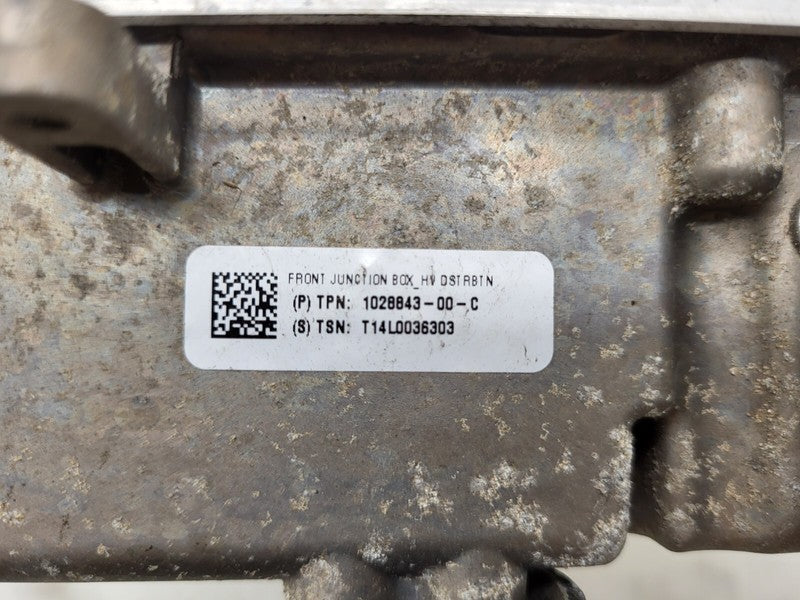 FRONT JUNCTION BOX_HV DSTRBTN
(P) TPN: 1028843-00-C
(S) TSN: T14L0036303